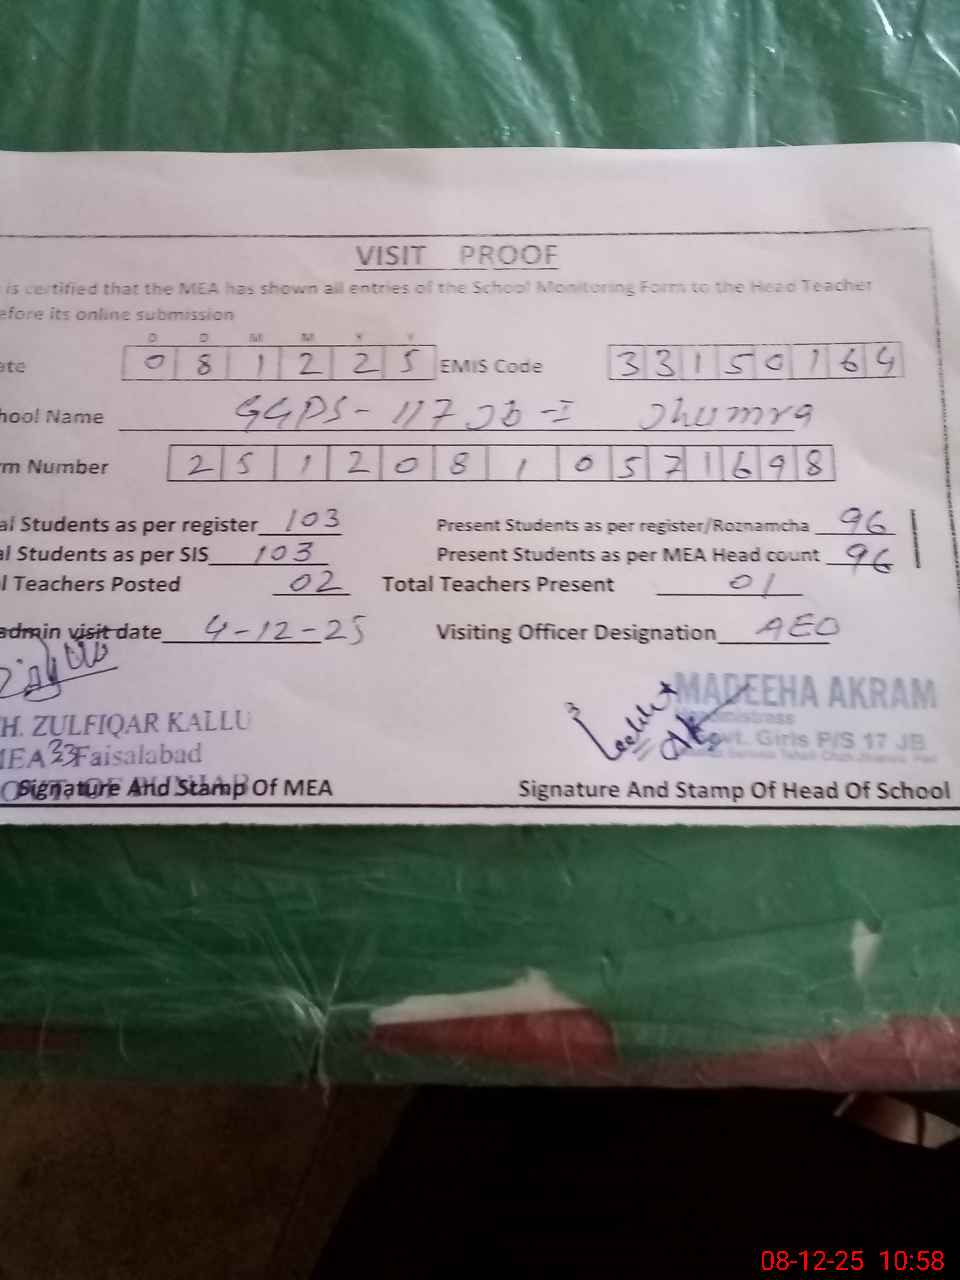 VISIT PROOF
is certified that the MEA has shown all entries of the School Monitoring Form to the Head Teacher
efore its online submission
D D M M Y Y
ate 0 8 1 2 2 5 EMIS Code 3 3 1 5 0 1 6 4
hool Name GGPS-117 JB-I Jhumra
rm Number 2 5 1 2 0 8 1 0 5 7 1 6 9 8
al Students as per register 103 Present Students as per register/Roznamcha 96
al Students as per SIS 103 Present Students as per MEA Head count 96
l Teachers Posted 02 Total Teachers Present 01
admin visit date 4-12-25 Visiting Officer Designation AEO
H. ZULFIQAR KALLU MADEEHA AKRAM
MEA 33 Faisalabad vt. Girls P/S 17 JB
Signature And Stamp Of MEA Signature And Stamp Of Head Of School
08-12-25 10:58